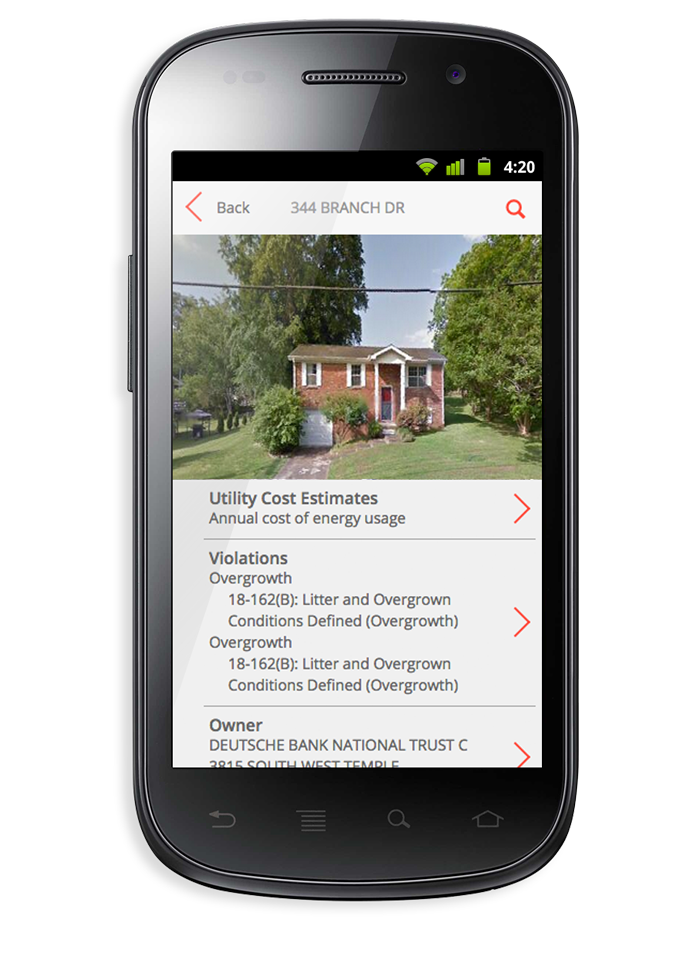 4:20
Back 344 BRANCH DR
Utility Cost Estimates
Annual cost of energy usage
Violations
Overgrowth
18-162(B): Litter and Overgrown
Conditions Defined (Overgrowth)
Overgrowth
18-162(B): Litter and Overgrown
Conditions Defined (Overgrowth)
Owner
DEUTSCHE BANK NATIONAL TRUST C
3815 SOUTH WEST TEMPLE